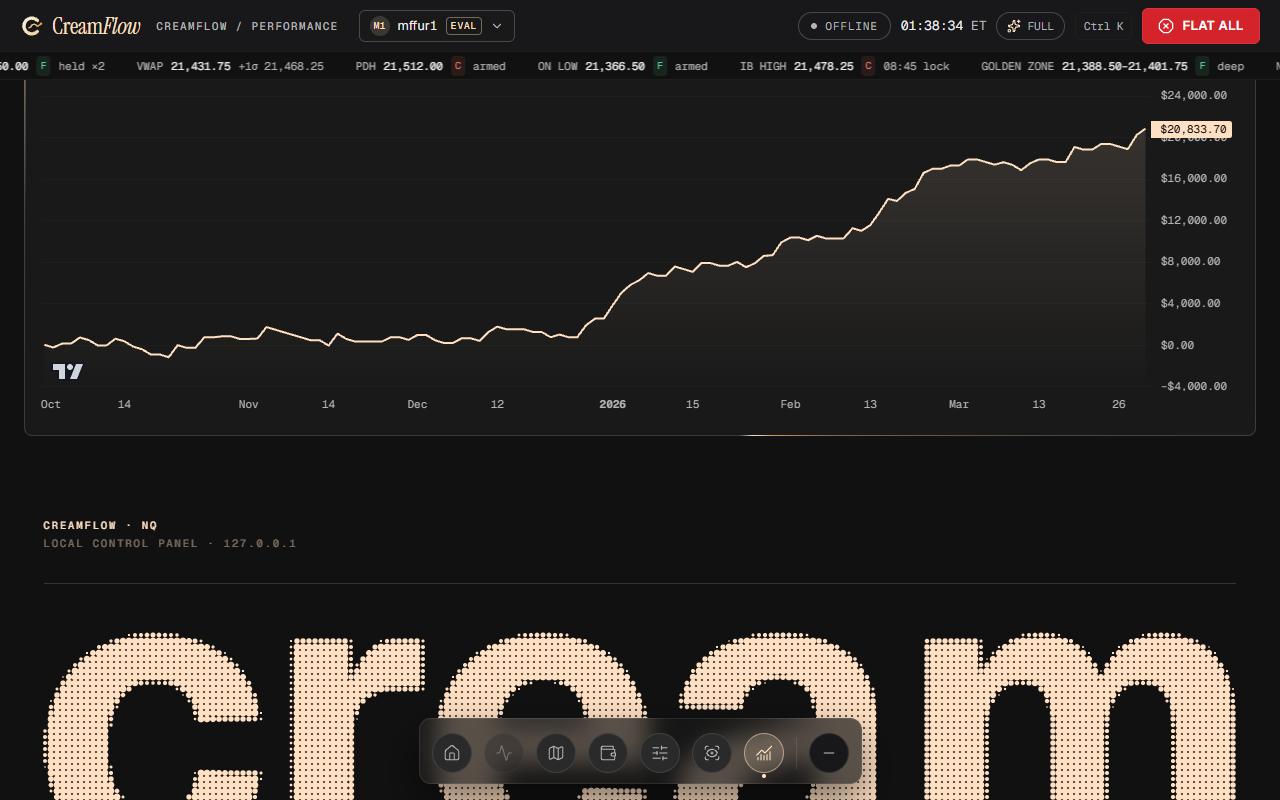 CreamFlow CREAMFLOW / PERFORMANCE M1 mffur1 EVAL OFFLINE 01:38:34 ET FULL Ctrl K FLAT ALL
50.00 F held ×2 VWAP 21,431.75 +1σ 21,468.25 PDH 21,512.00 C armed ON LOW 21,366.50 F armed IB HIGH 21,478.25 C 08:45 lock GOLDEN ZONE 21,388.50–21,401.75 F deep
$24,000.00
$20,833.70
$16,000.00
$12,000.00
$8,000.00
$4,000.00
$0.00
-$4,000.00
Oct 14 Nov 14 Dec 12 2026 15 Feb 13 Mar 13 26
CREAMFLOW · NQ
LOCAL CONTROL PANEL · 127.0.0.1
cream